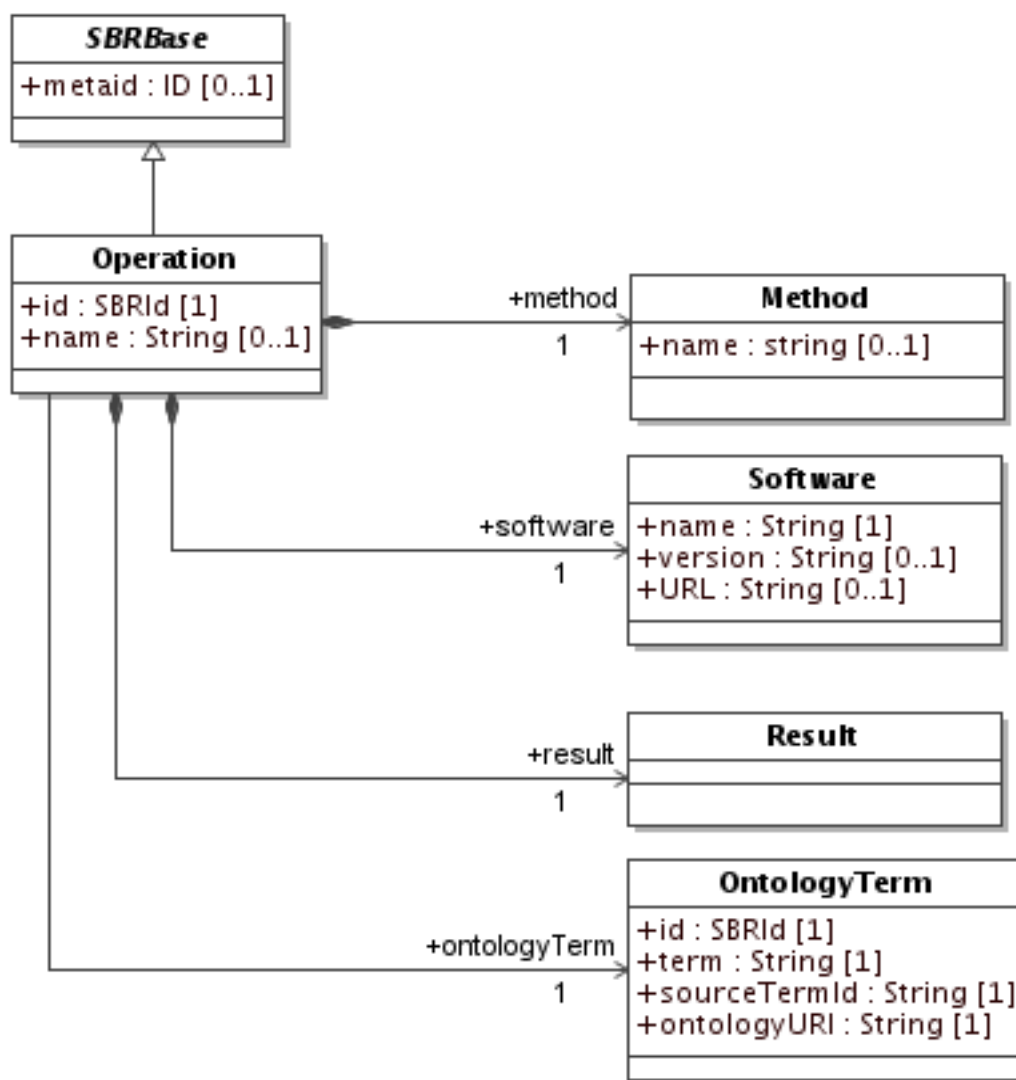 SBRBase
+metaid : ID [0..1]
Operation
+id : SBRId [1]
+name : String [0..1]
+method
1
Method
+name : string [0..1]
Software
+name : String [1]
+version : String [0..1]
+URL : String [0..1]
+software
1
Result
+result
1
OntologyTerm
+id : SBRId [1]
+term : String [1]
+sourceTermId : String [1]
+ontologyURI : String [1]
+ontologyTerm
1